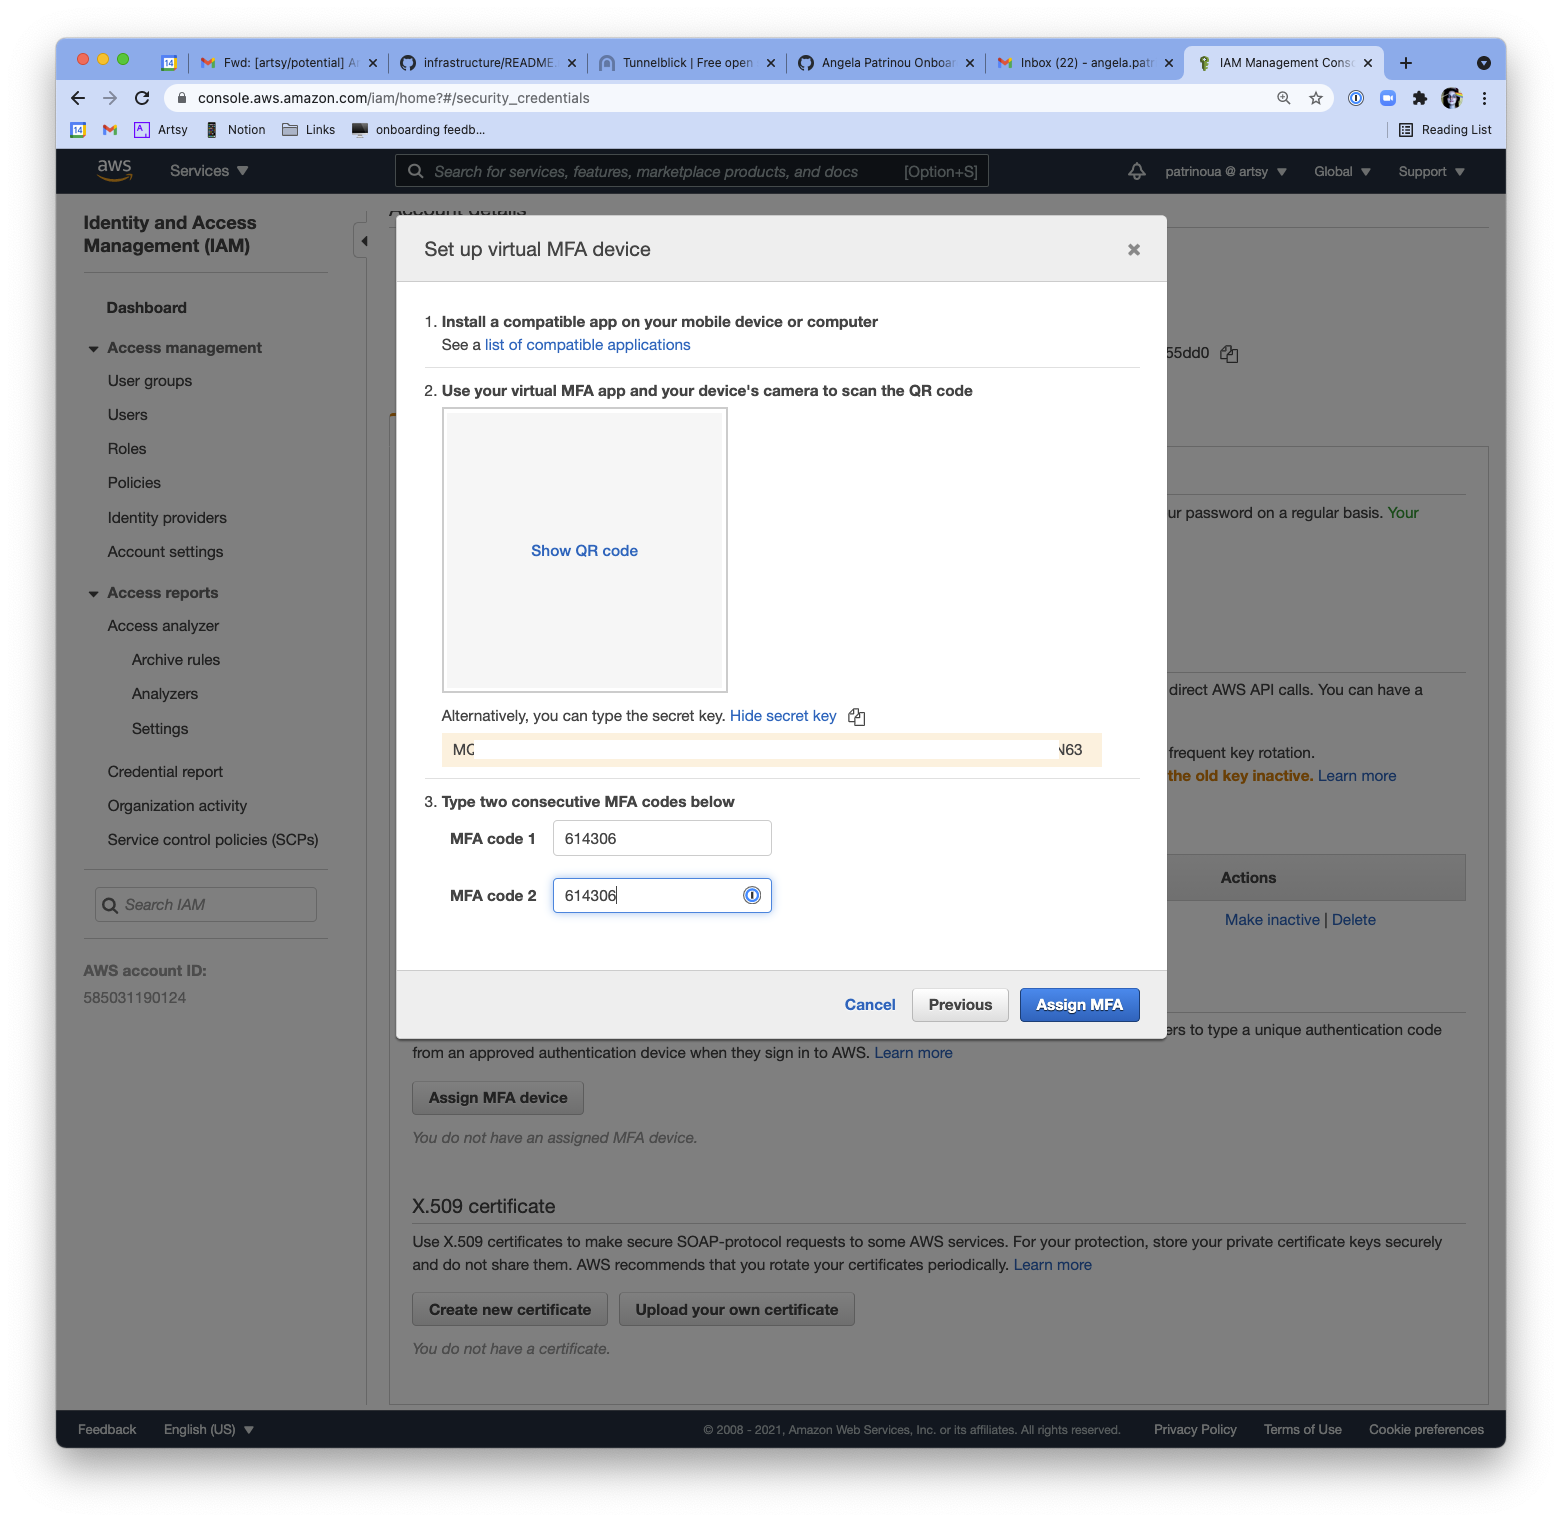 14
Fwd: [artsy/potential] A
infrastructure/README.
Tunnelblick | Free open
Angela Patrinou Onboar
Inbox (22) - angela.patr
IAM Management Cons
console.aws.amazon.com/iam/home?#/security_credentials
14
Artsy
Notion
Links
onboarding feedb...
Reading List
aws
Services
Search for services, features, marketplace products, and docs
[Option+S]
patrinoua @ artsy
Global
Support
Identity and Access
Management (IAM)
Dashboard
Access management
User groups
Users
Roles
Policies
Identity providers
Account settings
Access reports
Access analyzer
Archive rules
Analyzers
Settings
Credential report
Organization activity
Service control policies (SCPs)
Search IAM
AWS account ID:
585031190124
Account details
Set up virtual MFA device
1. Install a compatible app on your mobile device or computer
See a list of compatible applications
55dd0
2. Use your virtual MFA app and your device's camera to scan the QR code
Show QR code
ur password on a regular basis. Your
direct AWS API calls. You can have a
Alternatively, you can type the secret key. Hide secret key
MQ
N63
frequent key rotation.
the old key inactive. Learn more
3. Type two consecutive MFA codes below
MFA code 1
614306
MFA code 2
614306
Actions
Make inactive | Delete
Cancel
Previous
Assign MFA
ers to type a unique authentication code
from an approved authentication device when they sign in to AWS. Learn more
Assign MFA device
You do not have an assigned MFA device.
X.509 certificate
Use X.509 certificates to make secure SOAP-protocol requests to some AWS services. For your protection, store your private certificate keys securely
and do not share them. AWS recommends that you rotate your certificates periodically. Learn more
Create new certificate
Upload your own certificate
You do not have a certificate.
Feedback
English (US)
© 2008 - 2021, Amazon Web Services, Inc. or its affiliates. All rights reserved.
Privacy Policy
Terms of Use
Cookie preferences